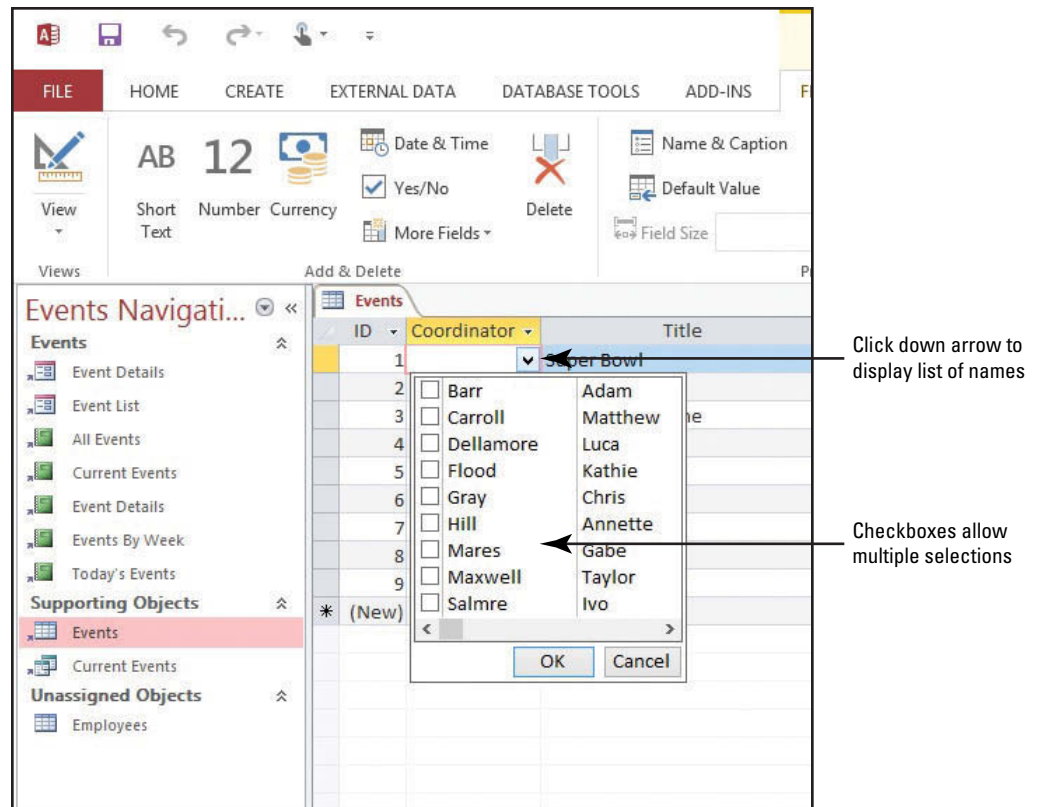 FILE HOME CREATE EXTERNAL DATA DATABASE TOOLS ADD-INS
View
AB
Short
Text
12
Number
Currency
Date & Time
Yes/No
More Fields
Delete
Name & Caption
Default Value
Field Size
Views
Add & Delete
Events Navigati...
Events
Event Details
Event List
All Events
Current Events
Event Details
Events By Week
Today's Events
Supporting Objects
Events
Current Events
Unassigned Objects
Employees
Events
ID Coordinator Title
1 Super Bowl
2
3 ne
4
5
6
7
8
9
* (New)
Barr Adam
Carroll Matthew
Dellamore Luca
Flood Kathie
Gray Chris
Hill Annette
Mares Gabe
Maxwell Taylor
Salmre Ivo
OK Cancel
Click down arrow to
display list of names
Checkboxes allow
multiple selections